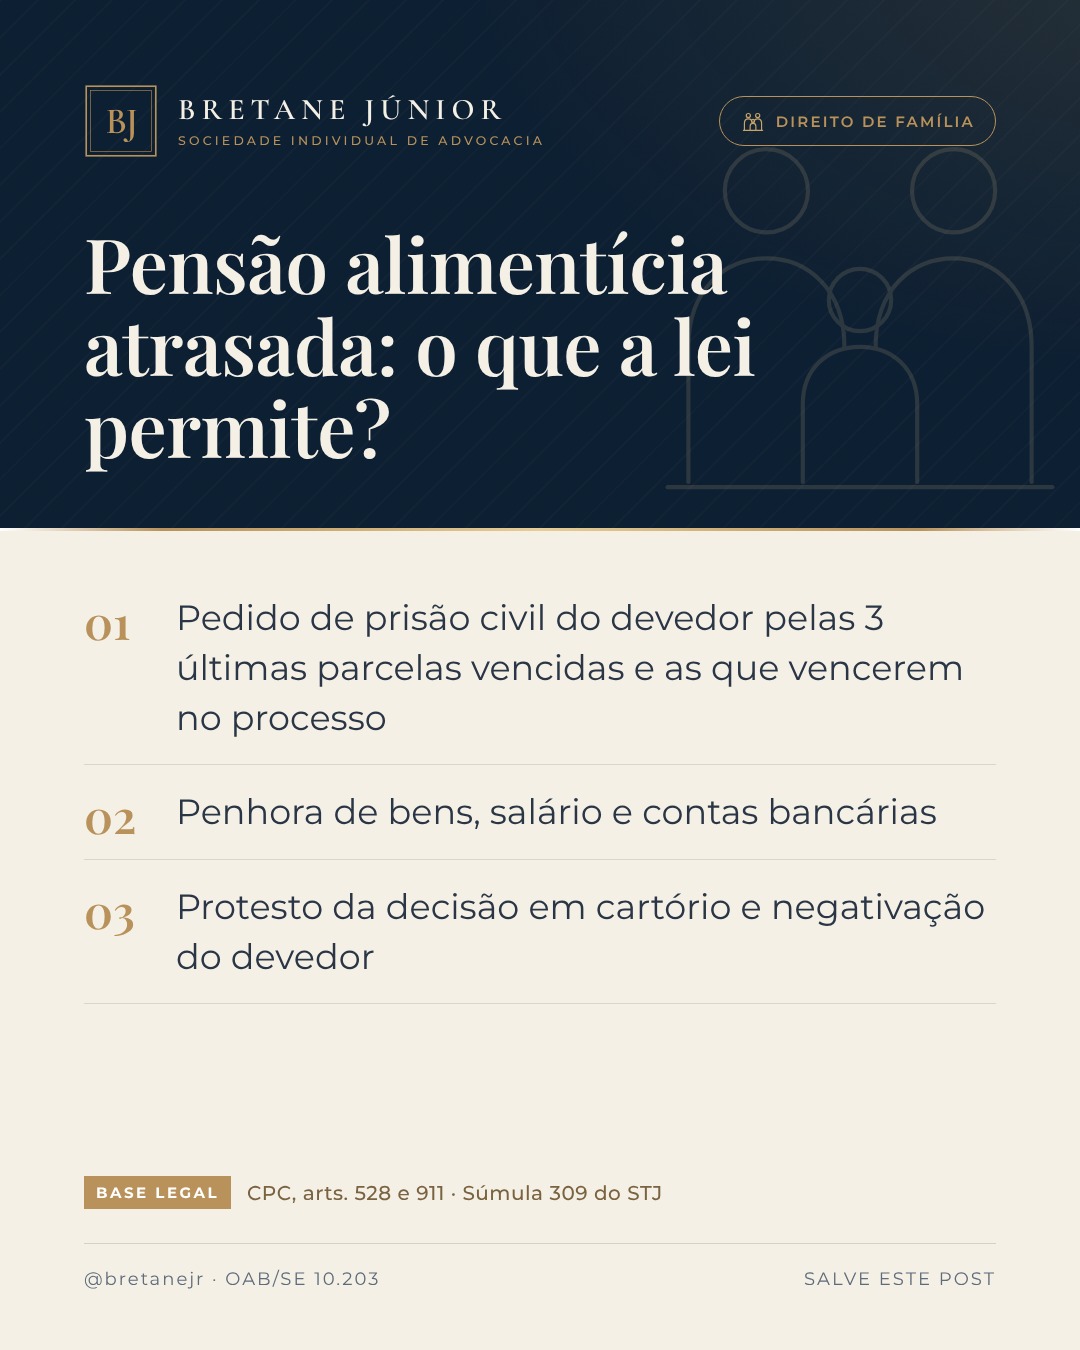 BJ
BRETANE JÚNIOR
SOCIEDADE INDIVIDUAL DE ADVOCACIA
DIREITO DE FAMÍLIA
Pensão alimentícia
atrasada: o que a lei
permite?
01 Pedido de prisão civil do devedor pelas 3
últimas parcelas vencidas e as que vencerem
no processo
02 Penhora de bens, salário e contas bancárias
03 Protesto da decisão em cartório e negativação
do devedor
BASE LEGAL CPC, arts. 528 e 911 · Súmula 309 do STJ
@bretanejr · OAB/SE 10.203
SALVE ESTE POST